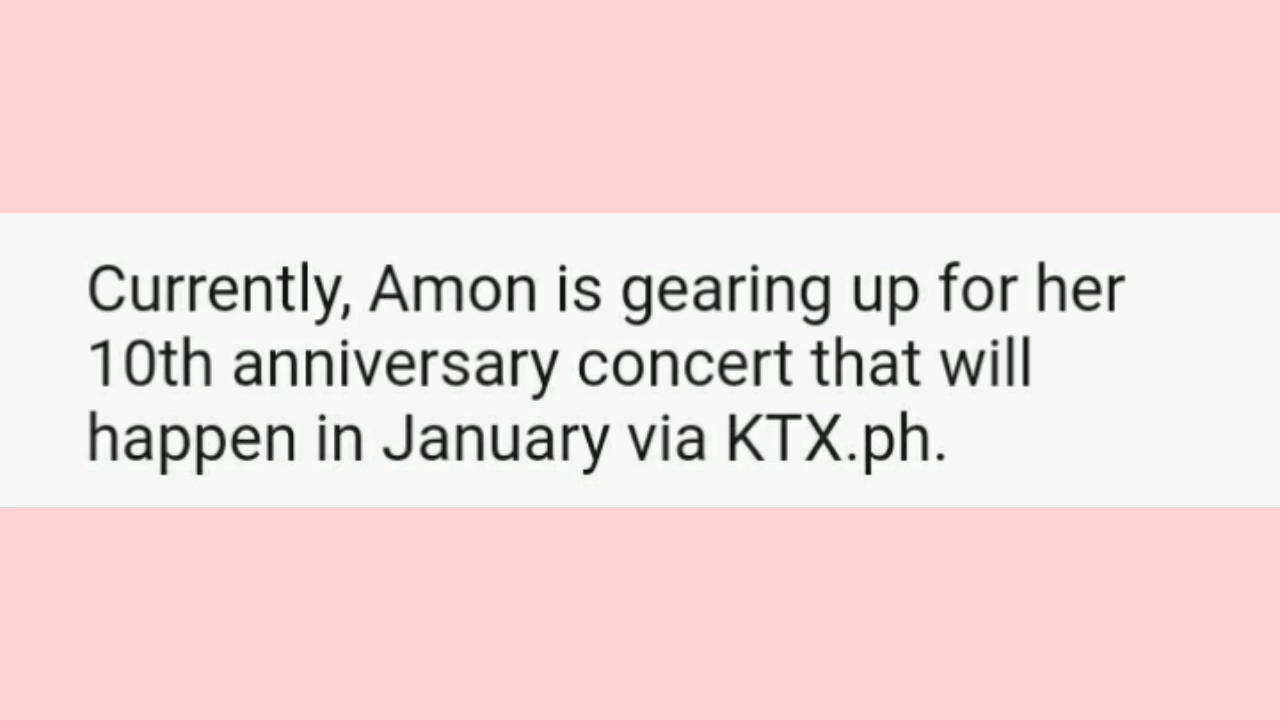 Currently, Amon is gearing up for her
10th anniversary concert that will
happen in January via KTX.ph.